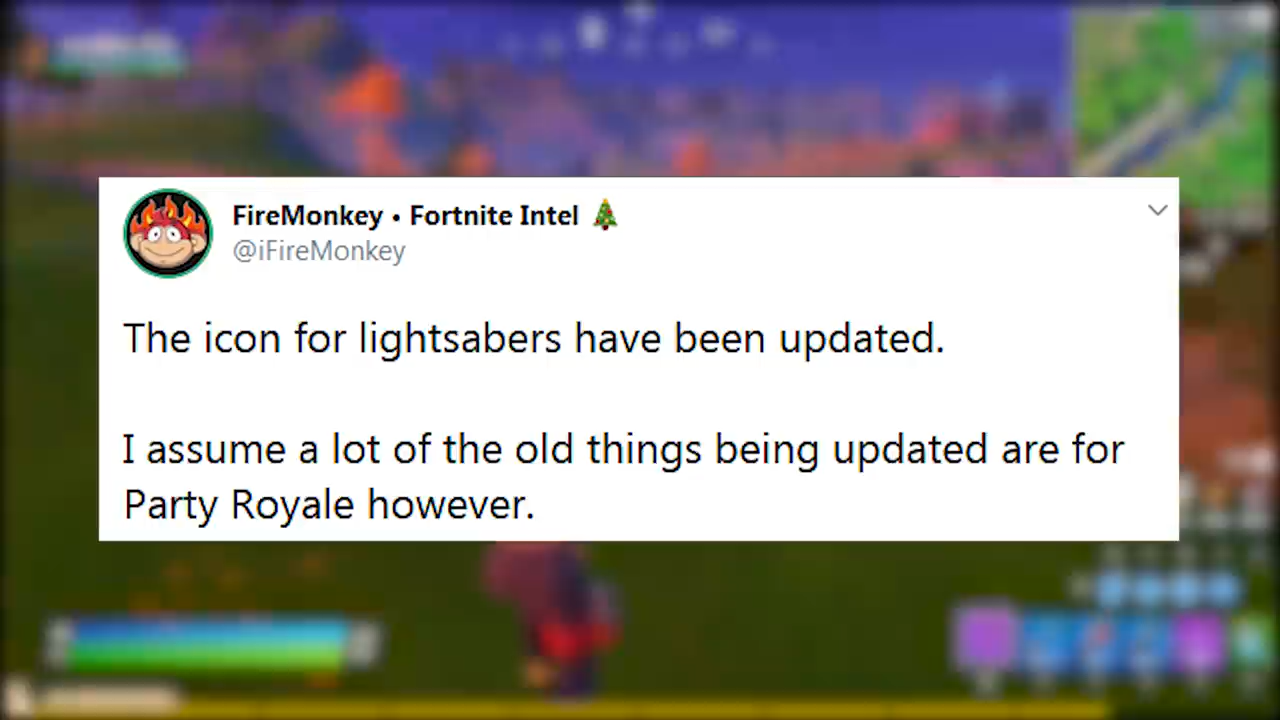 FireMonkey • Fortnite Intel 🎄
@iFireMonkey
The icon for lightsabers have been updated.
I assume a lot of the old things being updated are for
Party Royale however.